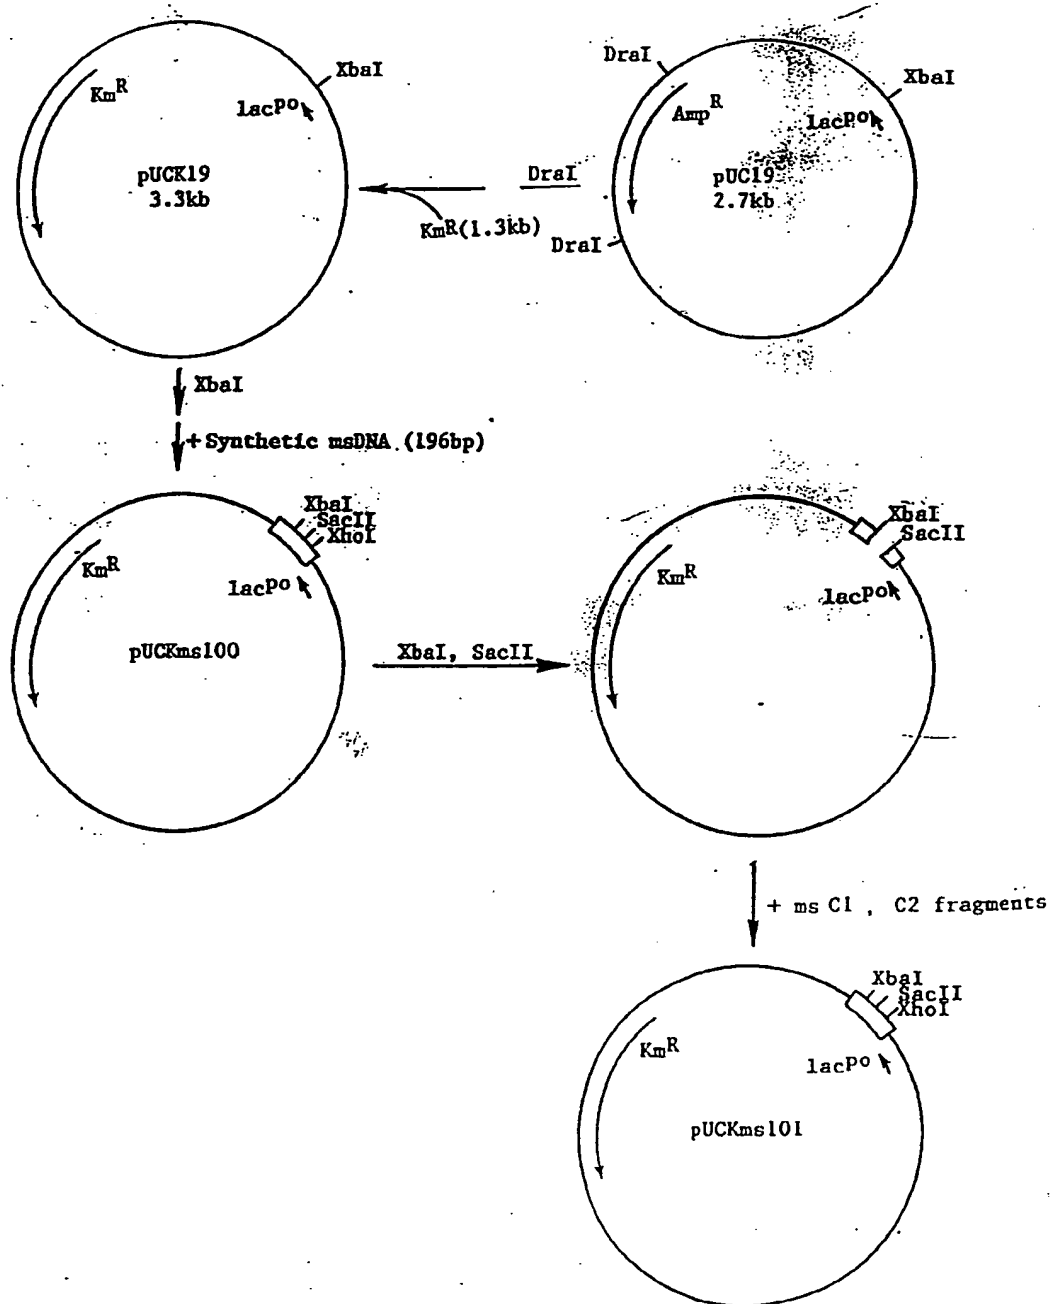 XbaI
KmR
lacPO
pUCK19
3.3kb
DraI
KmR(1.3kb)
DraI
AmpR
XbaI
lacPO
pUC19
2.7kb
DraI
XbaI
+Synthetic msDNA (196bp)
XbaI
SacII
XhoI
KmR
lacPO
pUCKms100
XbaI, SacII
XbaI
SacII
KmR
lacPO
+ ms C1 , C2 fragments
XbaI
SacII
XhoI
KmR
lacPO
pUCKms101